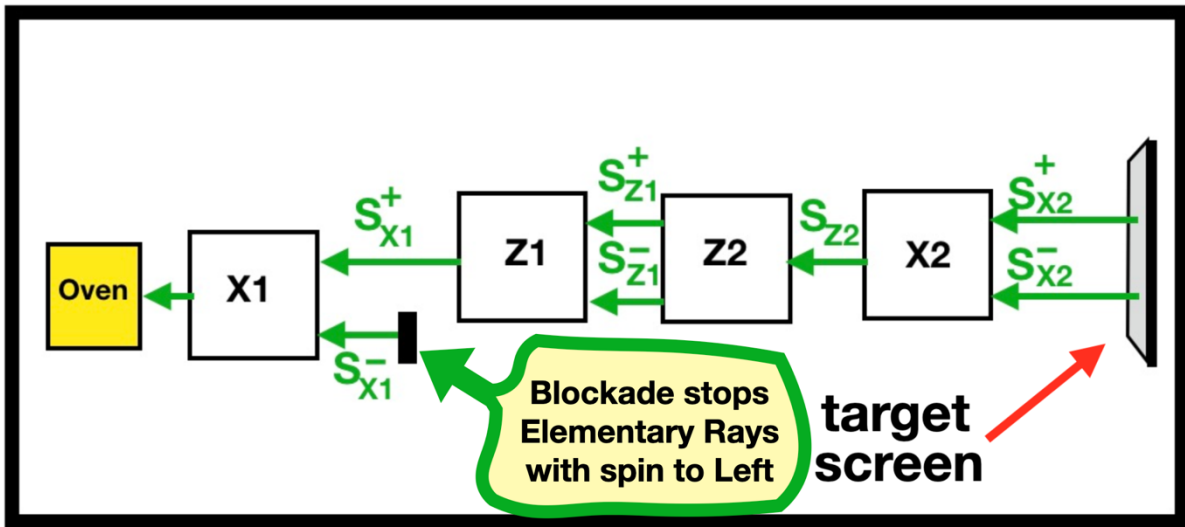 S⁺Z1
S⁺X2
S⁺X1
SZ2
Z1
S⁻Z1
Z2
X2
S⁻X2
Oven
X1
S⁻X1
Blockade stops
Elementary Rays
with spin to Left
target
screen